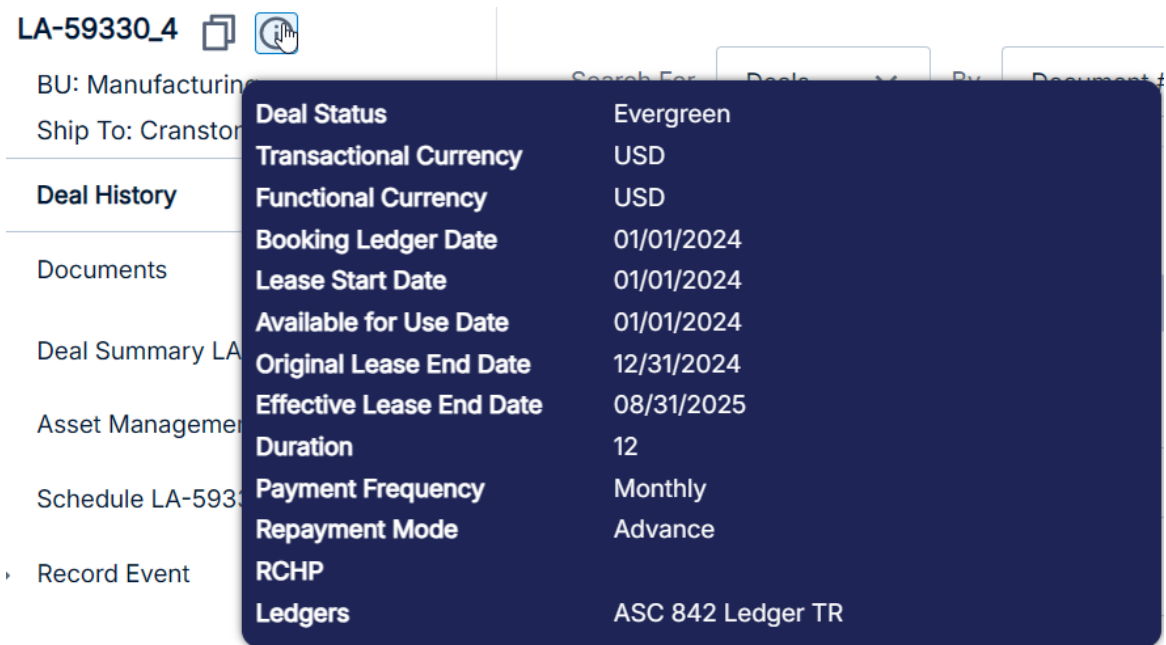 LA-59330_4
BU: Manufacturing
Ship To: Cranston
Search For Deals By Document #
Deal History
Documents
Deal Summary LA
Asset Managemen
Schedule LA-5933
Record Event
Deal Status Evergreen
Transactional Currency USD
Functional Currency USD
Booking Ledger Date 01/01/2024
Lease Start Date 01/01/2024
Available for Use Date 01/01/2024
Original Lease End Date 12/31/2024
Effective Lease End Date 08/31/2025
Duration 12
Payment Frequency Monthly
Repayment Mode Advance
RCHP
Ledgers ASC 842 Ledger TR